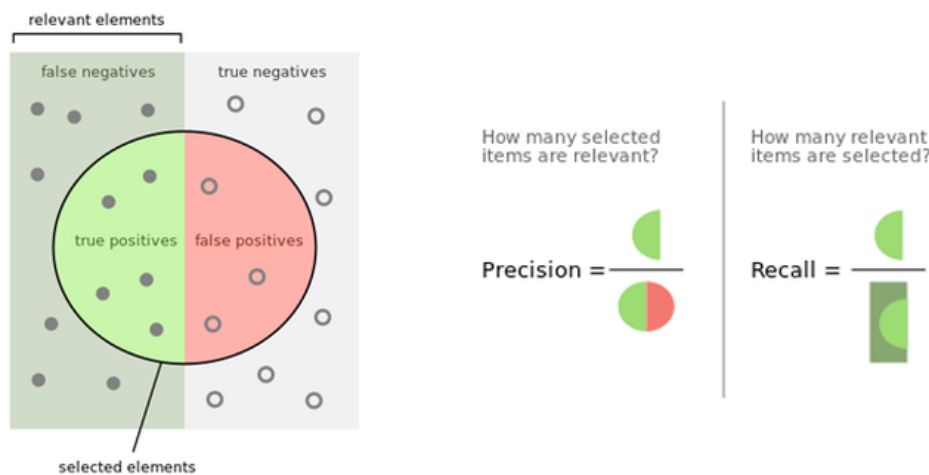 relevant elements
false negatives
true negatives
true positives
false positives
selected elements
How many selected
items are relevant?
Precision =
How many relevant
items are selected?
Recall =